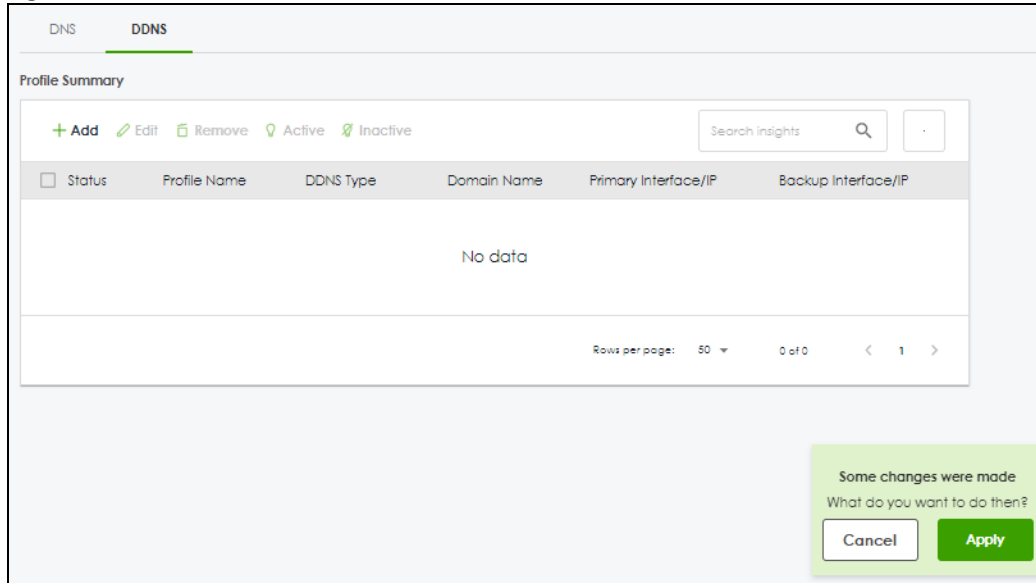 DNS DDNS
Profile Summary
Add Edit Remove Active Inactive Search insights
Status Profile Name DDNS Type Domain Name Primary Interface/IP Backup Interface/IP
No data
Rows per page: 50 0 of 0 < 1 >
Some changes were made
What do you want to do then?
Cancel Apply